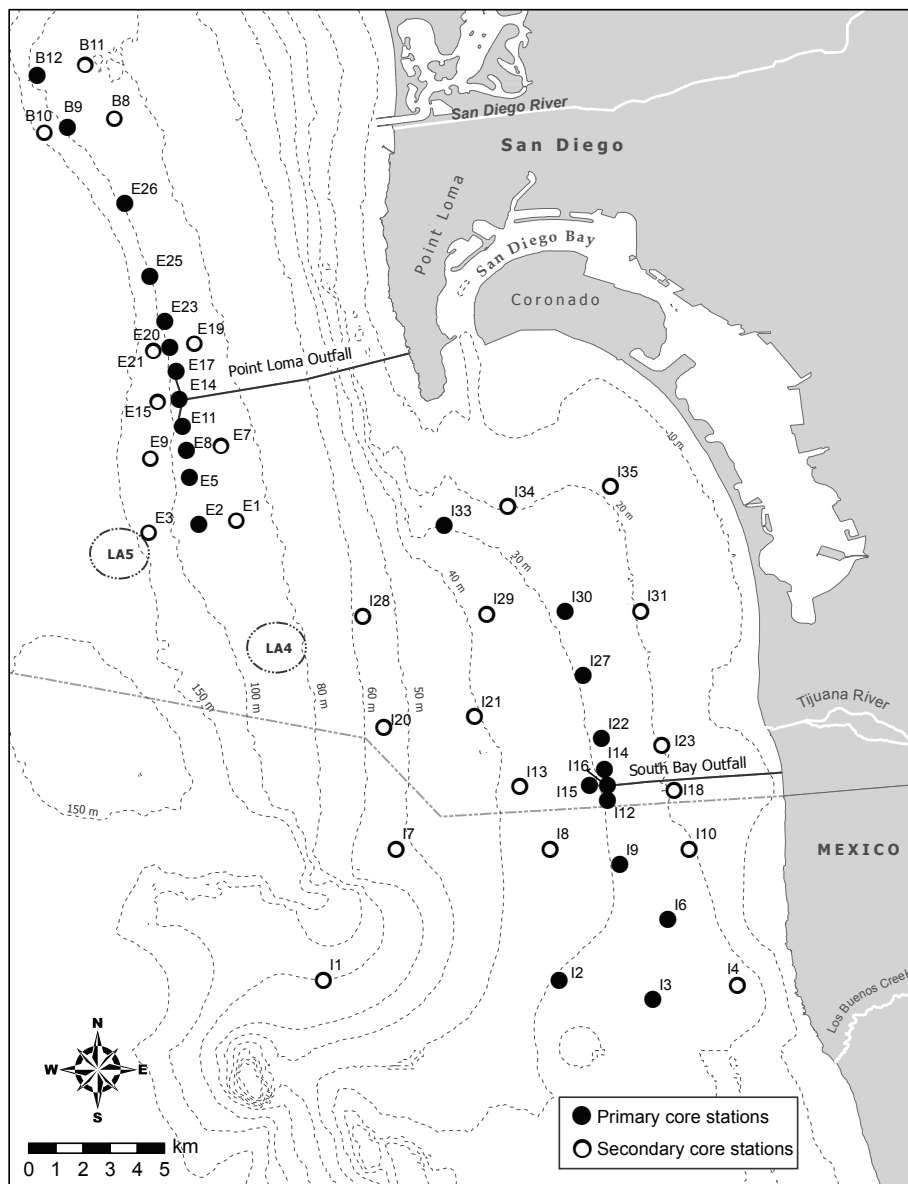 B11
B12
B9
B8
B10
San Diego River
San Diego
E26
Point Loma
San Diego Bay
E25
Coronado
E23
E20
E19
E21
E17
Point Loma Outfall
E14
E15
E11
E9
E8
E7
E5
10 m
I35
I34
20 m
E3
E2
E1
I33
LA5
30 m
40 m
I28
I29
I30
I31
LA4
I27
150 m
100 m
80 m
60 m
50 m
I21
I20
Tijuana River
I22
I23
I14
I16
South Bay Outfall
I13
I15
I18
150 m
I12
I7
I8
I10
MEXICO
I9
I6
I1
I2
I3
I4
Los Buenos Creek
N
W E
S
Primary core stations
Secondary core stations
km
0 1 2 3 4 5